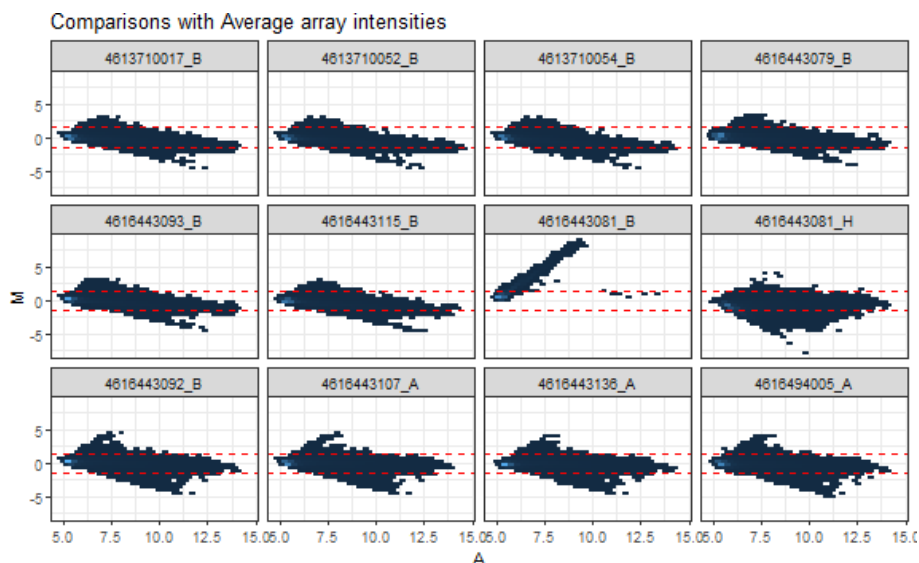 Comparisons with Average array intensities
4613710017_B 4613710052_B 4613710054_B 4616443079_B
5
0
-5
4616443093_B 4616443115_B 4616443081_B 4616443081_H
5
0
-5
M
4616443092_B 4616443107_A 4616443136_A 4616494005_A
5
0
-5
5.0 7.5 10.0 12.5 15.0 5.0 7.5 10.0 12.5 15.0 5.0 7.5 10.0 12.5 15.0 5.0 7.5 10.0 12.5 15.0
A